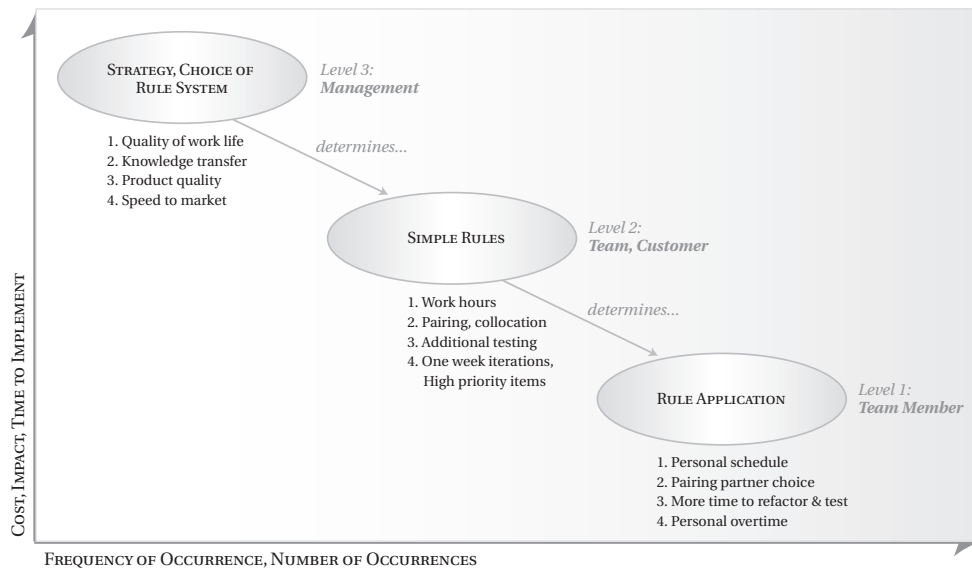 STRATEGY, CHOICE OF
RULE SYSTEM
Level 3:
Management
1. Quality of work life
2. Knowledge transfer
3. Product quality
4. Speed to market
determines...
SIMPLE RULES
Level 2:
Team, Customer
1. Work hours
2. Pairing, collocation
3. Additional testing
4. One week iterations,
High priority items
determines...
RULE APPLICATION
Level 1:
Team Member
1. Personal schedule
2. Pairing partner choice
3. More time to refactor & test
4. Personal overtime
COST, IMPACT, TIME TO IMPLEMENT
FREQUENCY OF OCCURRENCE, NUMBER OF OCCURRENCES